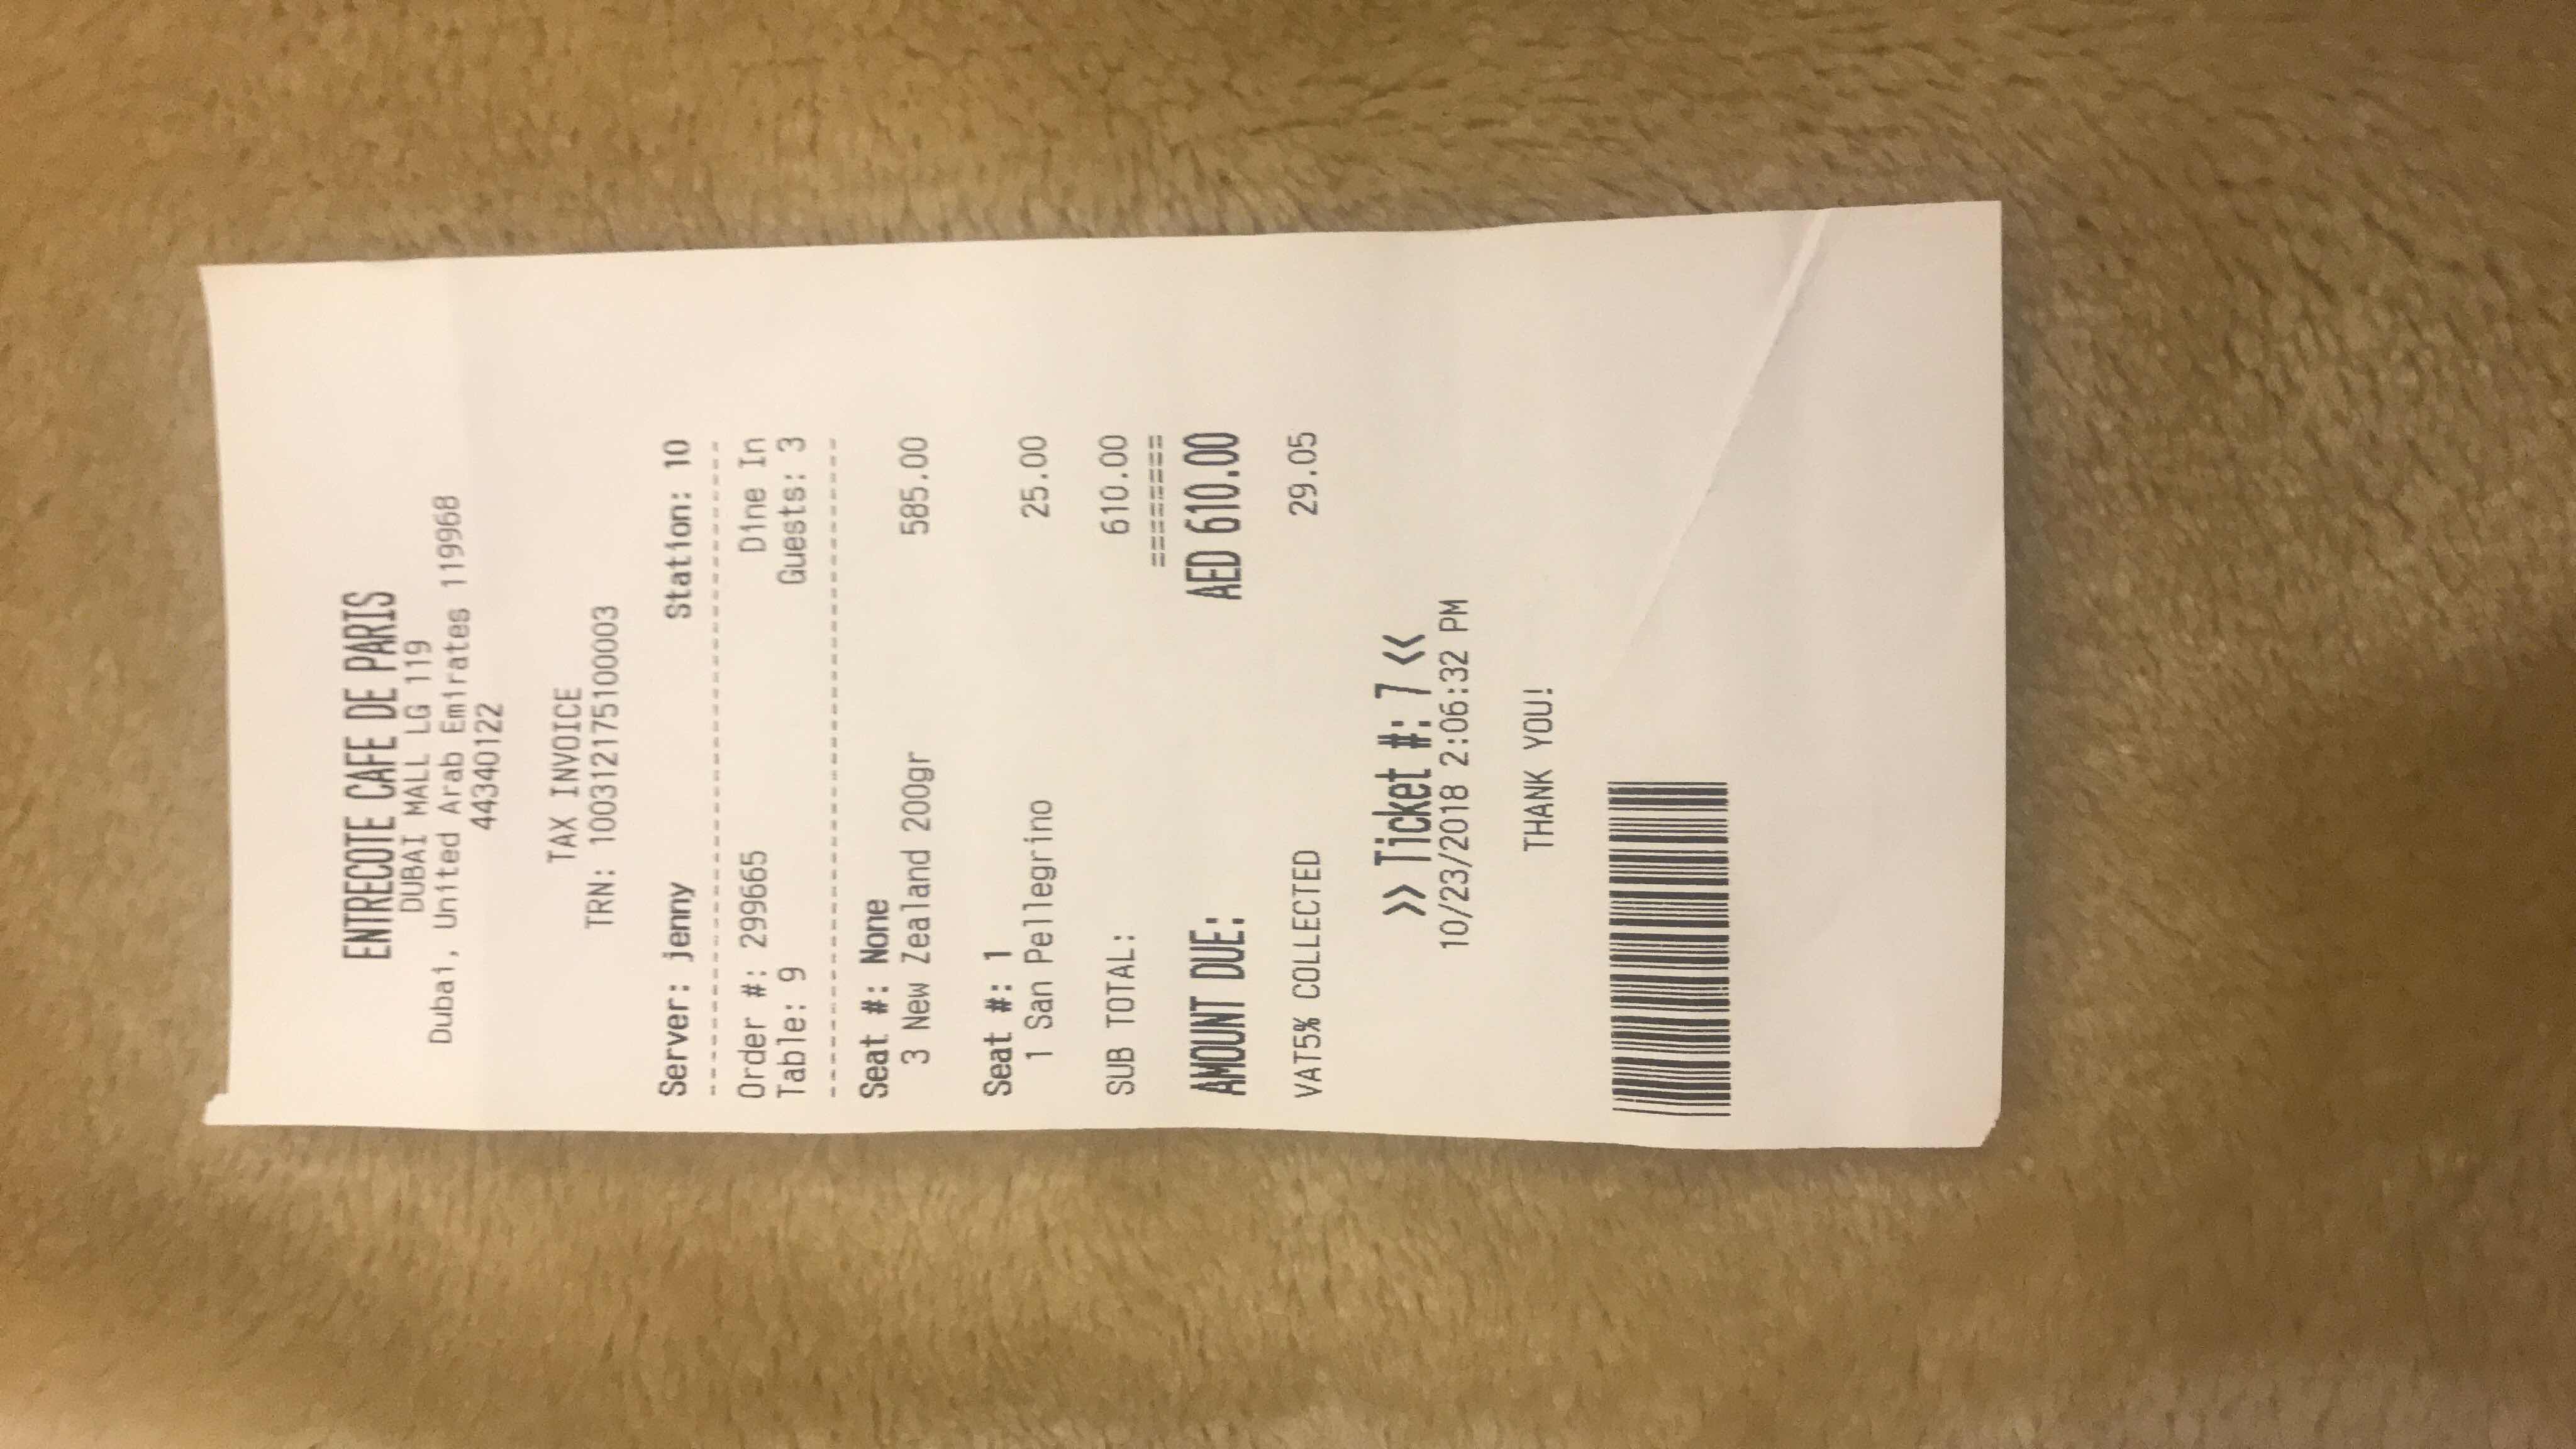 ENTRECOTE CAFE DE PARIS
DUBAI MALL LG 119
Dubai, United Arab Emirates 119968
44340122
TAX INVOICE
TRN: 100312175100003
Server: jenny Station: 10
----------------------------------------
Order #: 299665 Dine In
Table: 9 Guests: 3
----------------------------------------
Seat #: None
3 New Zealand 200gr 585.00
Seat #: 1
1 San Pellegrino 25.00
SUB TOTAL: 610.00
========
AMOUNT DUE: AED 610.00
VAT5% COLLECTED 29.05
>> Ticket #: 7 <<
10/23/2018 2:06:32 PM
THANK YOU!